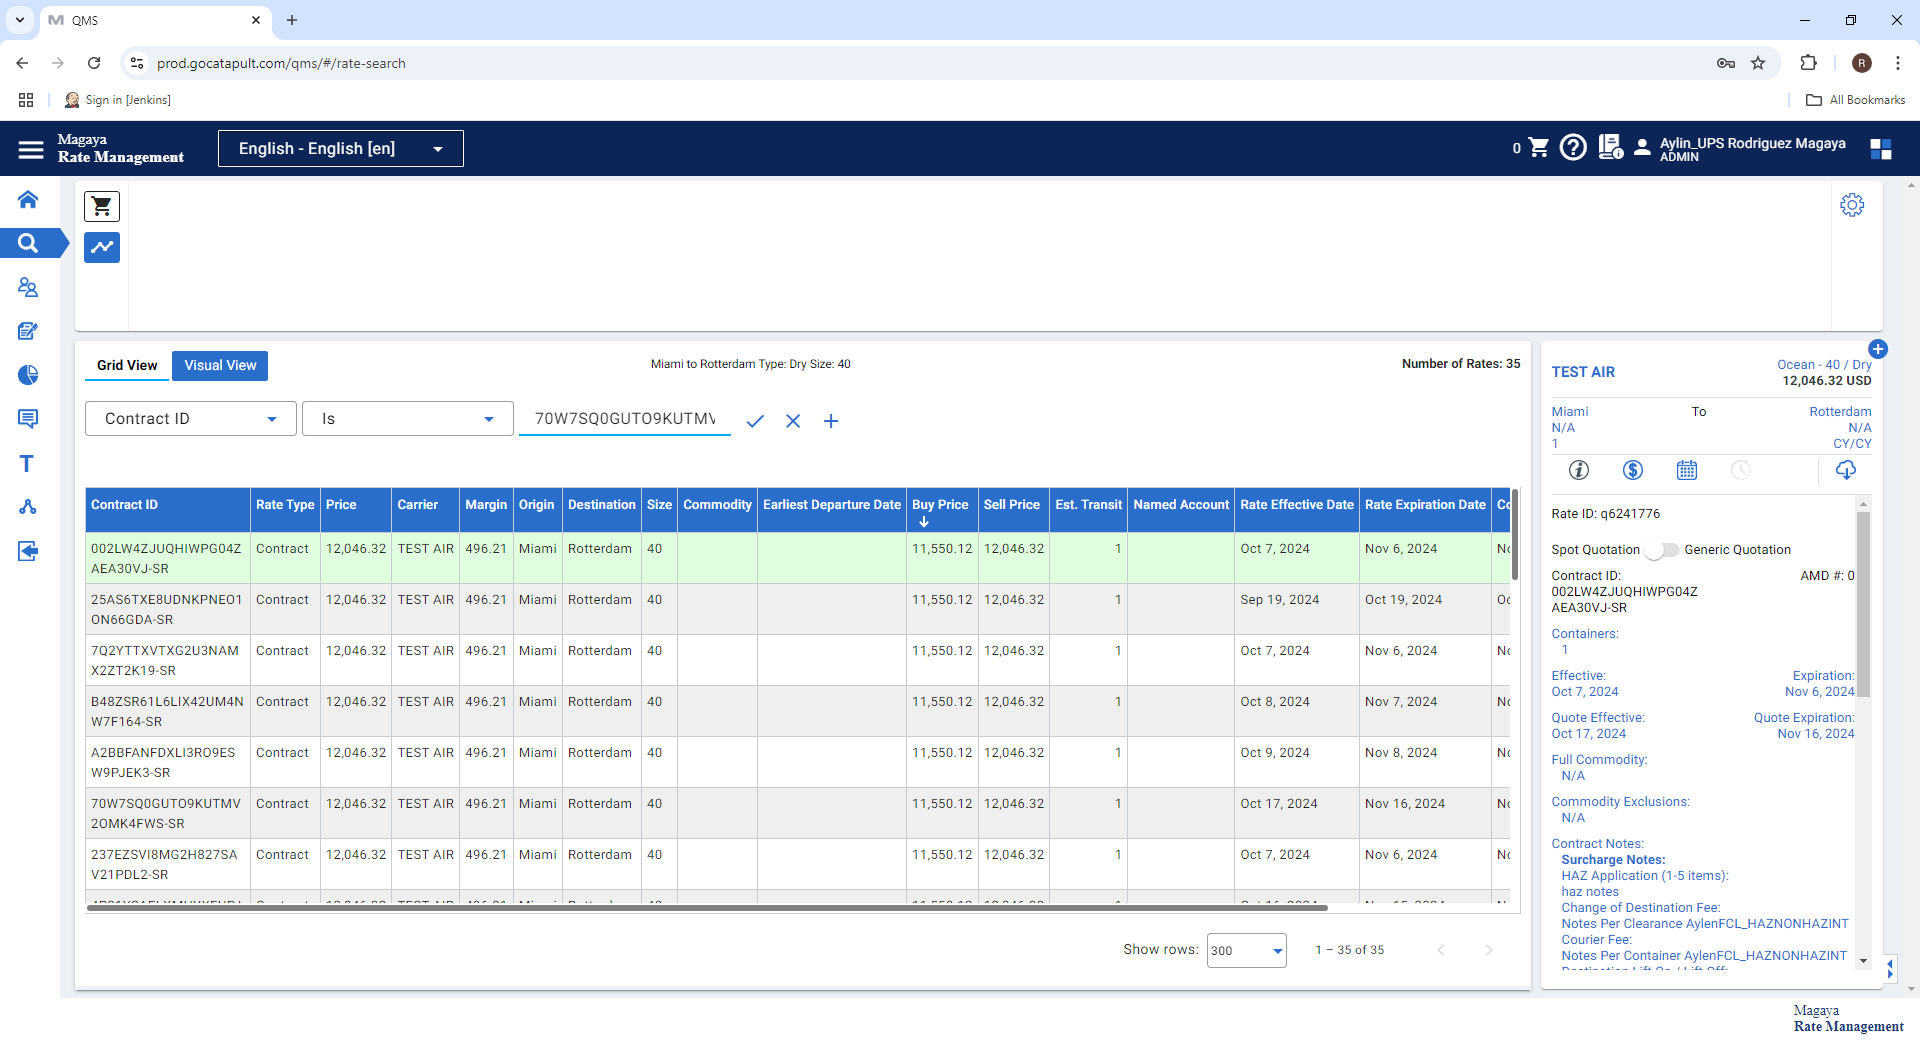 QMS
prod.gocatapult.com/qms/#/rate-search
R
Sign in [Jenkins]
All Bookmarks
Magaya
Rate Management
English - English [en]
0
Aylin_UPS Rodriguez Magaya
ADMIN
Grid View
Visual View
Miami to Rotterdam Type: Dry Size: 40
Number of Rates: 35
Contract ID
Is
70W7SQ0GUTO9KUTMV
Contract ID Rate Type Price Carrier Margin Origin Destination Size Commodity Earliest Departure Date Buy Price Sell Price Est. Transit Named Account Rate Effective Date Rate Expiration Date Co
002LW4ZJUQHIWPG04Z Contract 12,046.32 TEST AIR 496.21 Miami Rotterdam 40 11,550.12 12,046.32 1 Oct 7, 2024 Nov 6, 2024 No
AEA30VJ-SR
25AS6TXE8UDNKPNEO1 Contract 12,046.32 TEST AIR 496.21 Miami Rotterdam 40 11,550.12 12,046.32 1 Sep 19, 2024 Oct 19, 2024 Oc
ON66GDA-SR
7Q2YTTXVTXG2U3NAM Contract 12,046.32 TEST AIR 496.21 Miami Rotterdam 40 11,550.12 12,046.32 1 Oct 7, 2024 Nov 6, 2024 No
X2ZT2K19-SR
B48ZSR61L6LIX42UM4N Contract 12,046.32 TEST AIR 496.21 Miami Rotterdam 40 11,550.12 12,046.32 1 Oct 8, 2024 Nov 7, 2024 No
W7F164-SR
A2BBFANFDXLI3RO9ES Contract 12,046.32 TEST AIR 496.21 Miami Rotterdam 40 11,550.12 12,046.32 1 Oct 9, 2024 Nov 8, 2024 No
W9PJEK3-SR
70W7SQ0GUTO9KUTMV Contract 12,046.32 TEST AIR 496.21 Miami Rotterdam 40 11,550.12 12,046.32 1 Oct 17, 2024 Nov 16, 2024 No
2OMK4FWS-SR
237EZSVI8MG2H827SA Contract 12,046.32 TEST AIR 496.21 Miami Rotterdam 40 11,550.12 12,046.32 1 Oct 7, 2024 Nov 6, 2024 No
V21PDL2-SR
Show rows: 300 1 – 35 of 35
TEST AIR
Ocean - 40 / Dry
12,046.32 USD
Miami To Rotterdam
N/A N/A
1 CY/CY
Rate ID: q6241776
Spot Quotation Generic Quotation
Contract ID: AMD #: 0
002LW4ZJUQHIWPG04Z
AEA30VJ-SR
Containers:
1
Effective: Expiration:
Oct 7, 2024 Nov 6, 2024
Quote Effective: Quote Expiration:
Oct 17, 2024 Nov 16, 2024
Full Commodity:
N/A
Commodity Exclusions:
N/A
Contract Notes:
Surcharge Notes:
HAZ Application (1-5 items):
haz notes
Change of Destination Fee:
Notes Per Clearance AylenFCL_HAZNONHAZINT
Courier Fee:
Notes Per Container AylenFCL_HAZNONHAZINT
Magaya
Rate Management